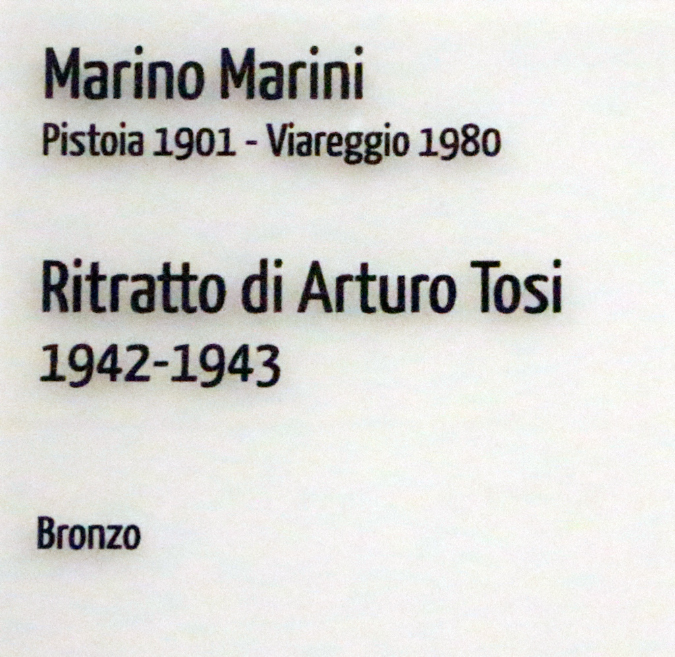 Marino Marini
Pistoia 1901 - Viareggio 1980
Ritratto di Arturo Tosi
1942-1943
Bronzo